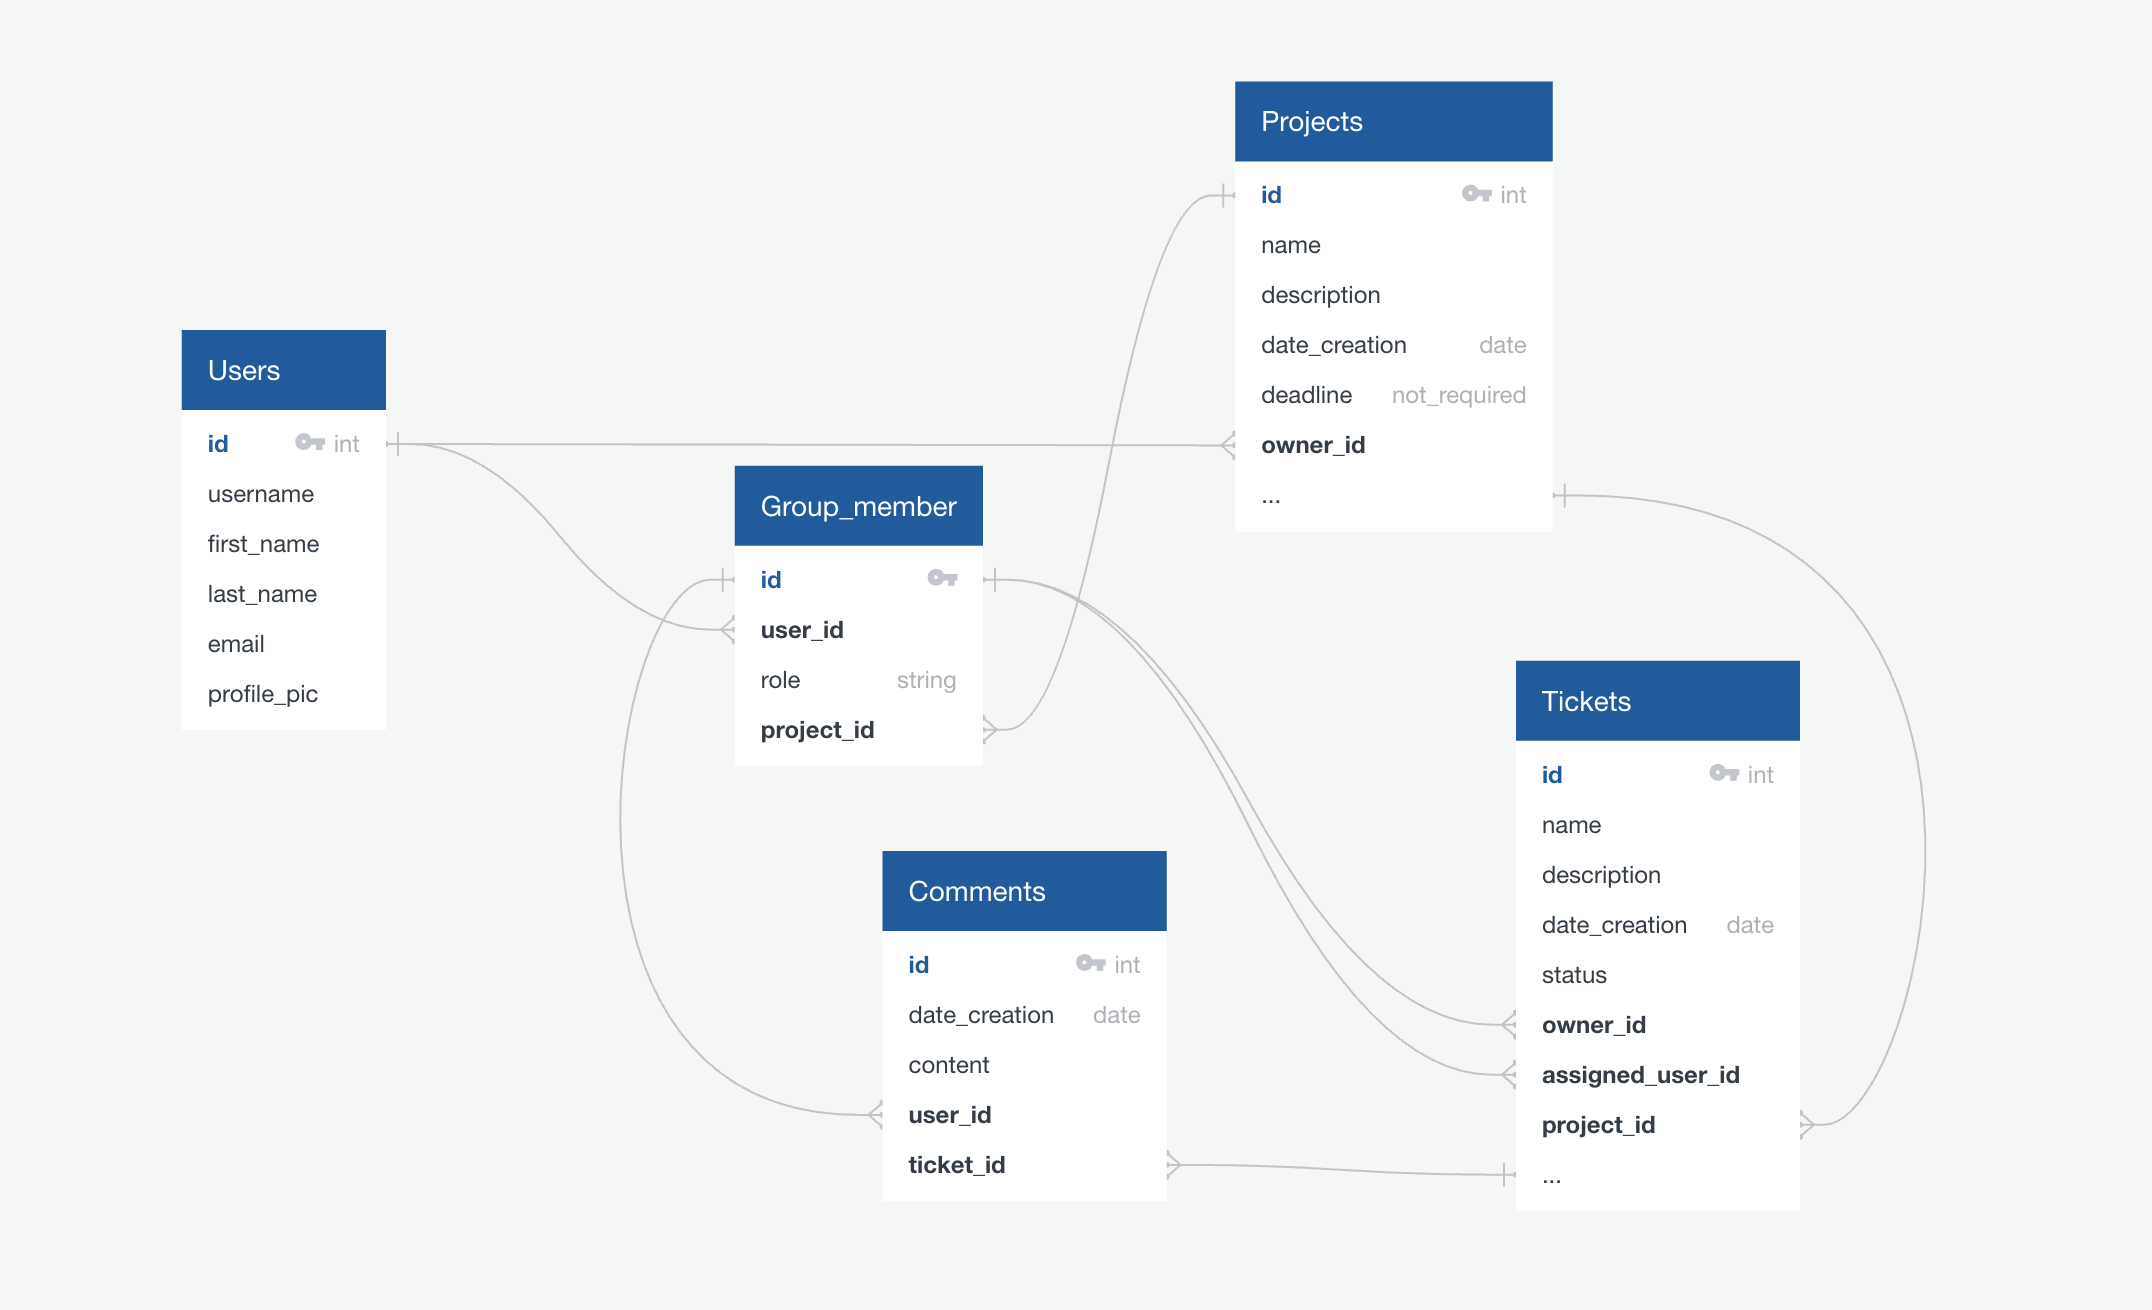 Projects
id int
name
description
date_creation date
deadline not_required
owner_id
...
Users
id int
username
first_name
last_name
email
profile_pic
Group_member
id
user_id
role string
project_id
Tickets
id int
name
description
date_creation date
status
owner_id
assigned_user_id
project_id
...
Comments
id int
date_creation date
content
user_id
ticket_id